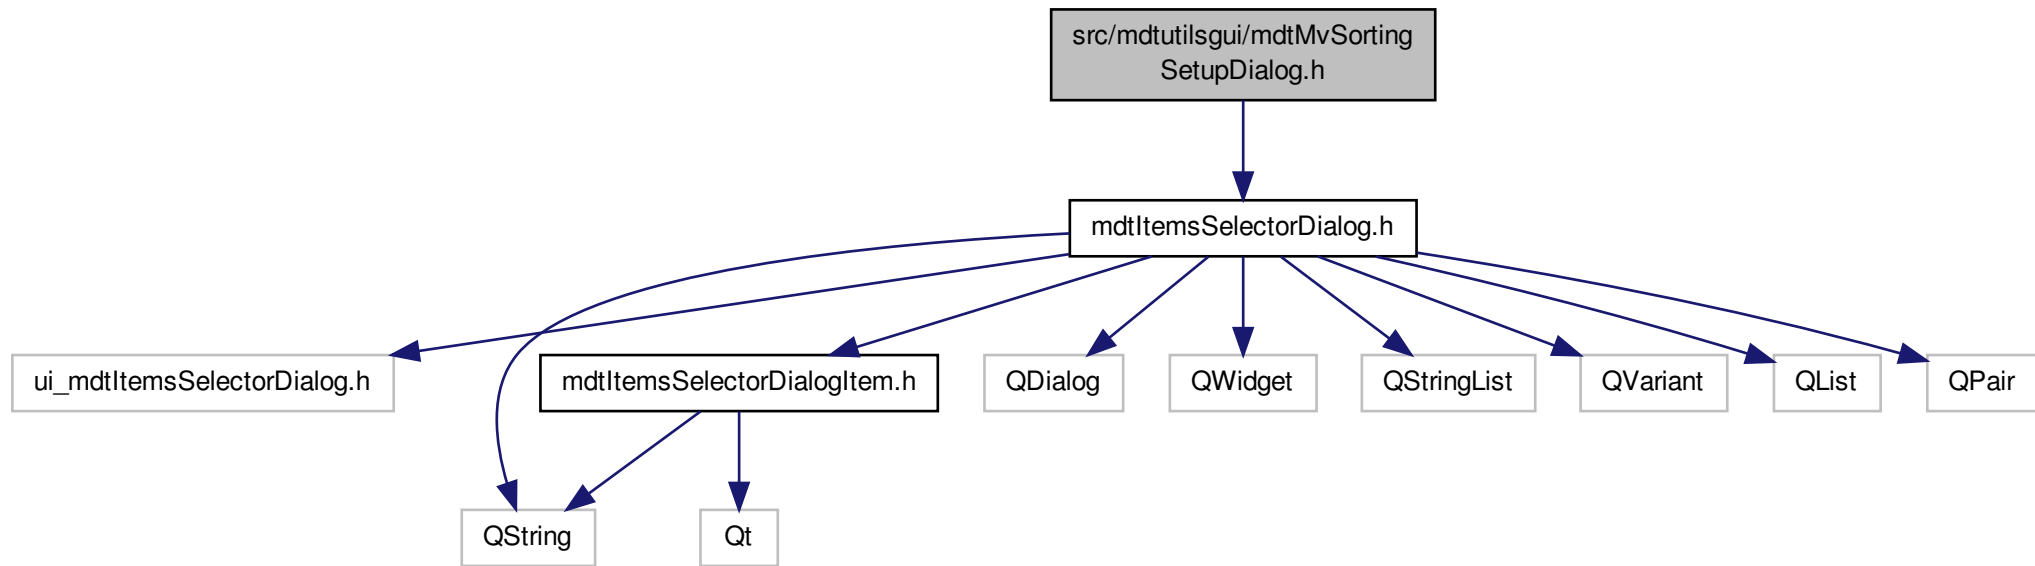 src/mdtutilsgui/mdtMvSorting
SetupDialog.h
mdtItemsSelectorDialog.h
ui_mdtItemsSelectorDialog.h
mdtItemsSelectorDialogItem.h
QDialog
QWidget
QStringList
QVariant
QList
QPair
QString
Qt